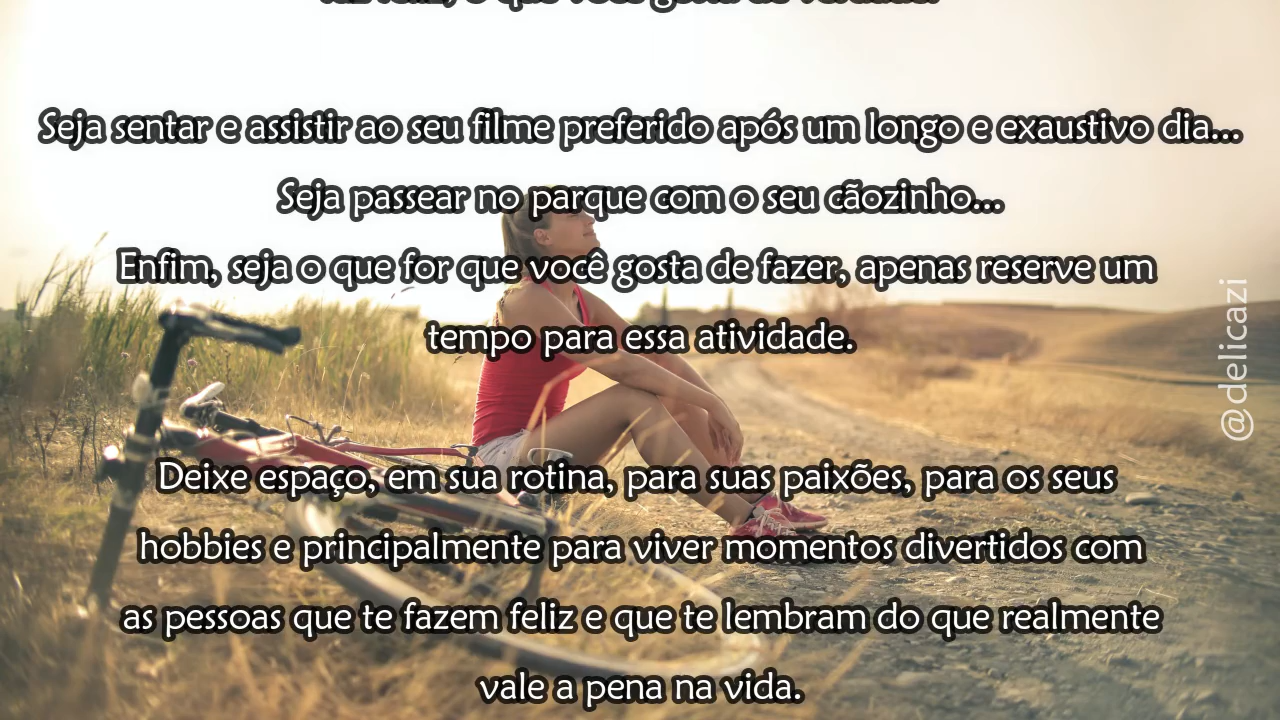 Seja sentar e assistir ao seu filme preferido após um longo e exaustivo dia...
Seja passear no parque com o seu cãozinho...
Enfim, seja o que for que você gosta de fazer, apenas reserve um
tempo para essa atividade.
Deixe espaço, em sua rotina, para suas paixões, para os seus
hobbies e principalmente para viver momentos divertidos com
as pessoas que te fazem feliz e que te lembram do que realmente
vale a pena na vida.
@delicazi